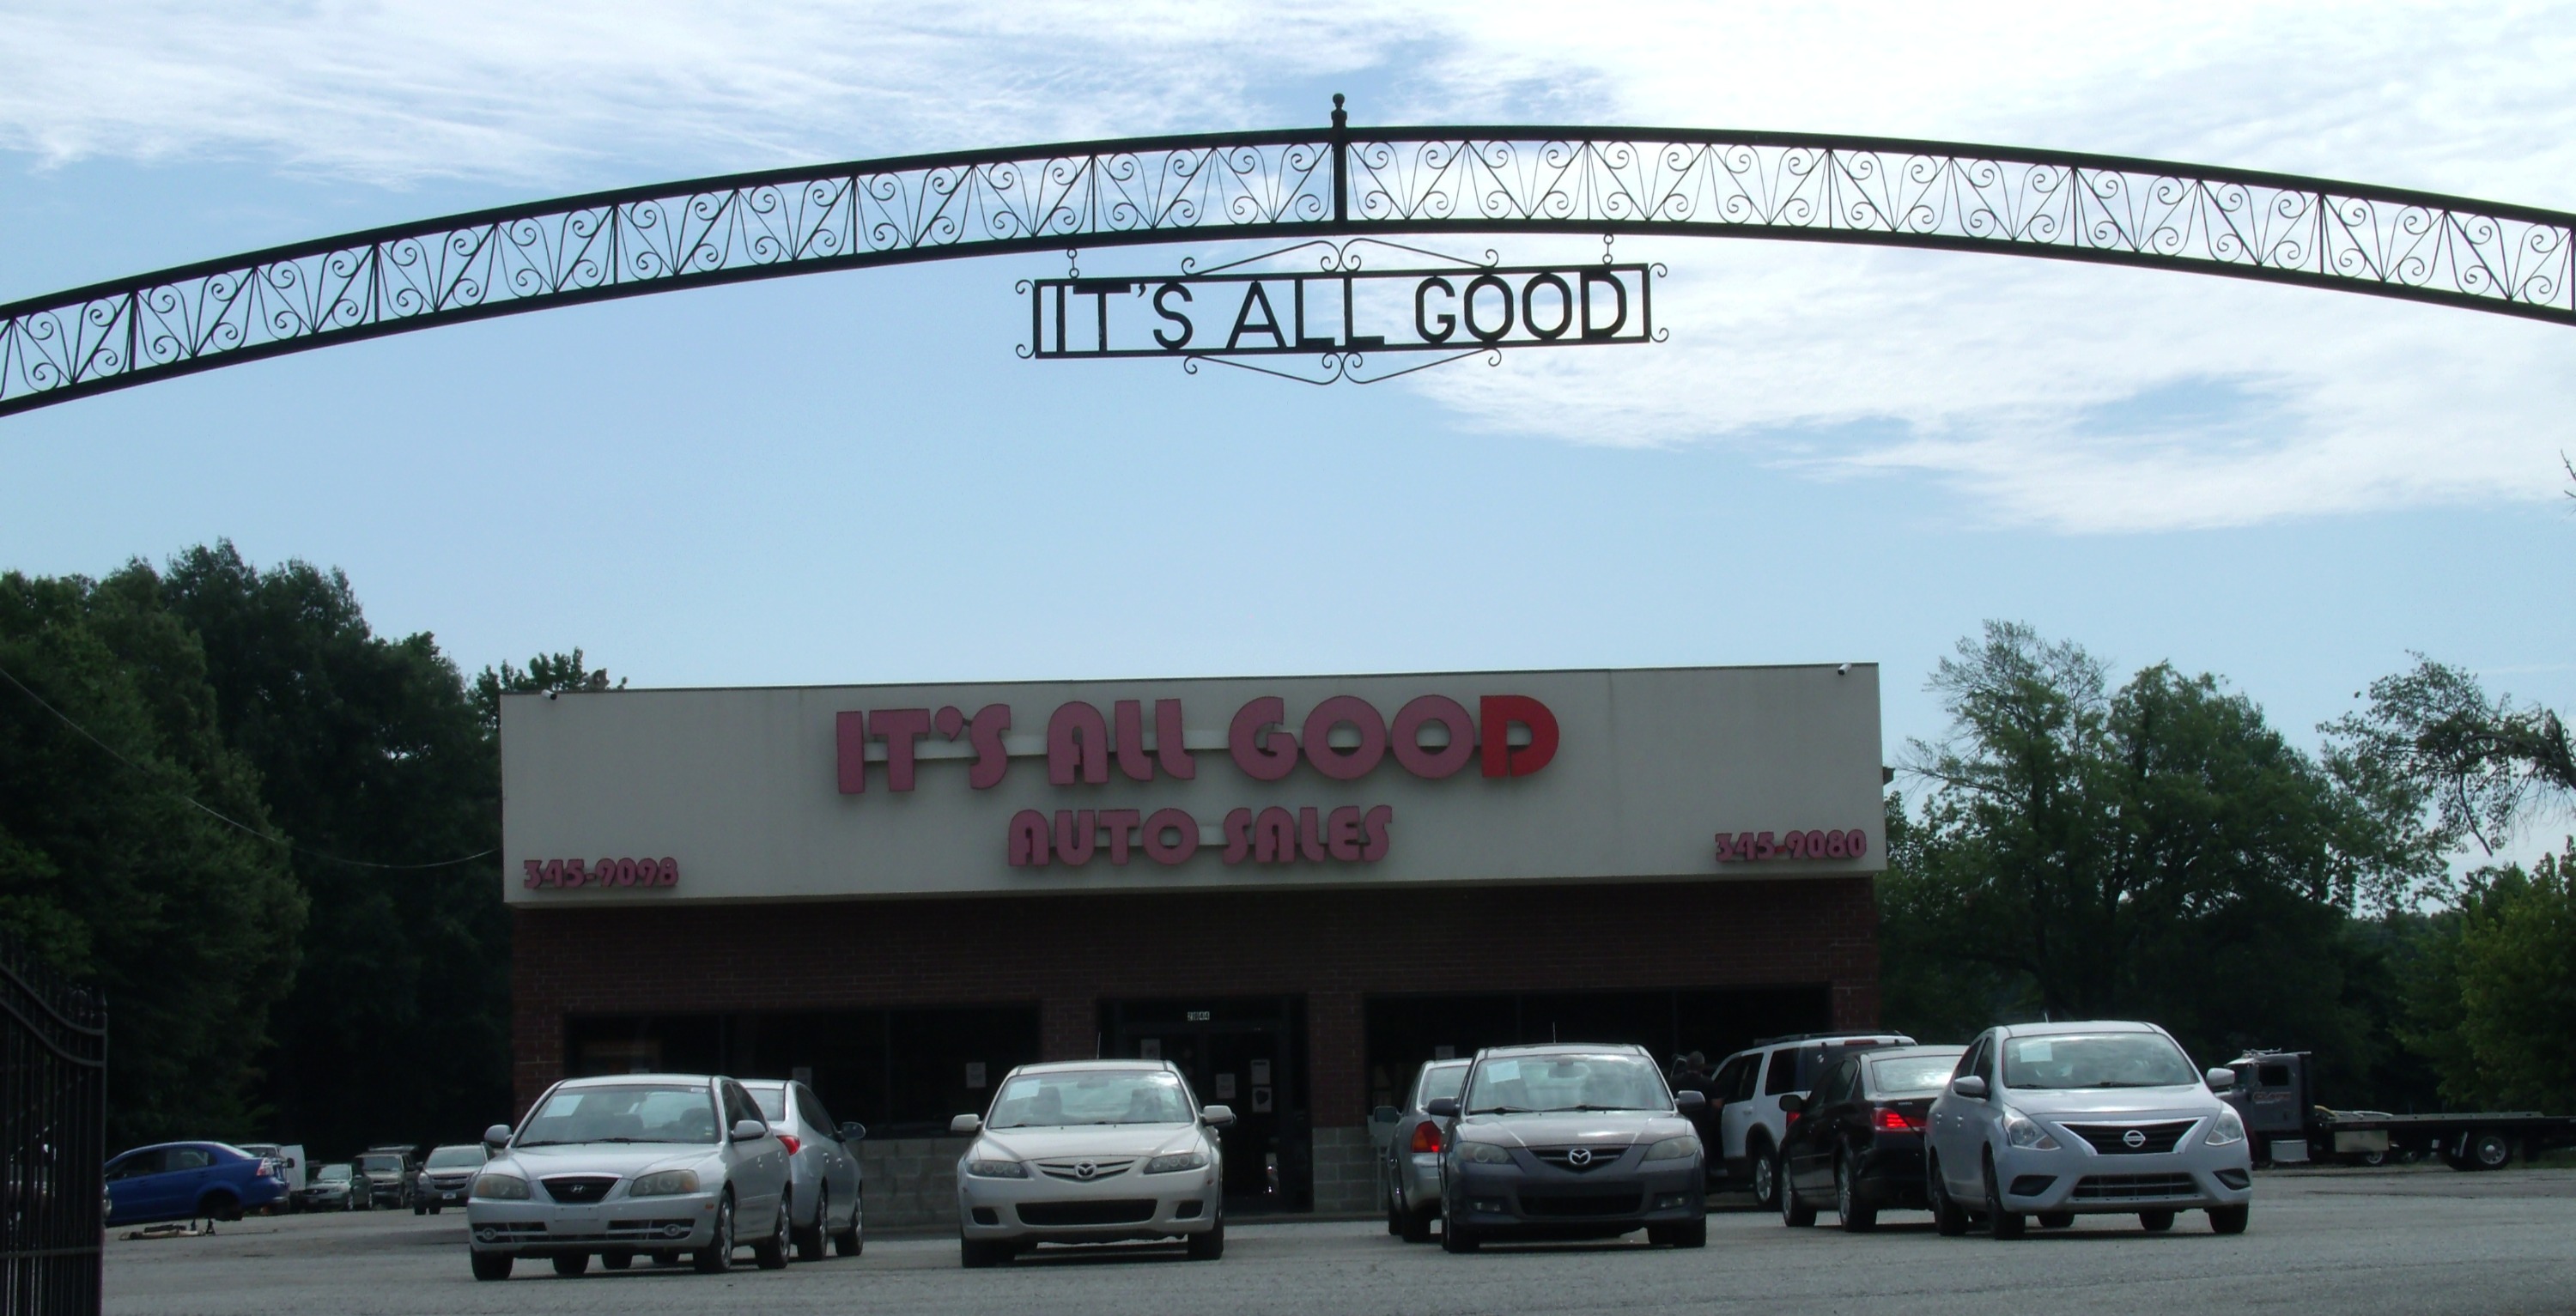 IT'S ALL GOOD
IT'S ALL GOOD
AUTO SALES
345-9098
345-9080